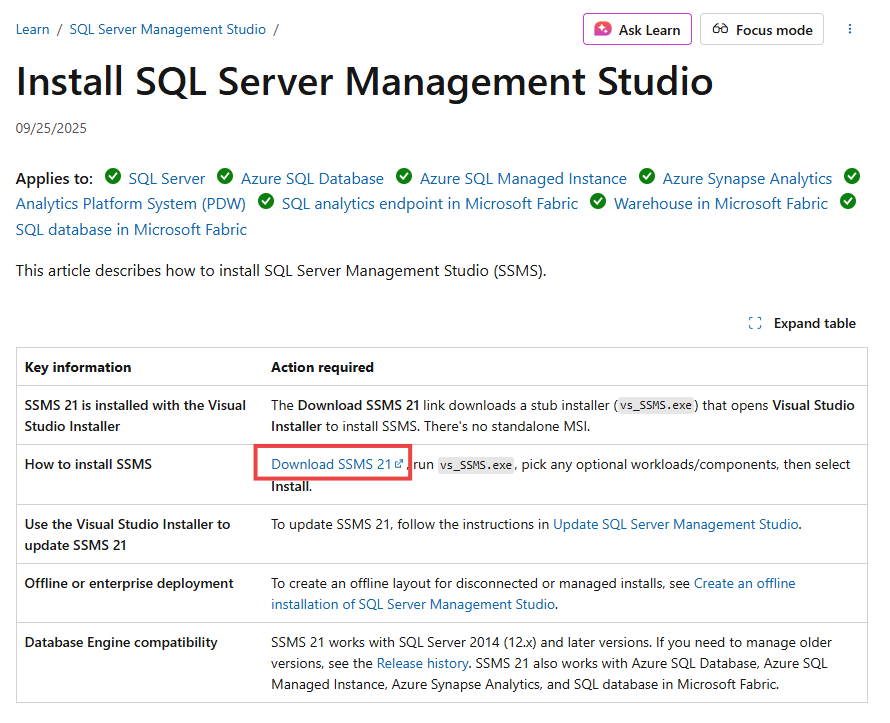 Learn / SQL Server Management Studio /
Ask Learn
Focus mode
Install SQL Server Management Studio
09/25/2025
Applies to: SQL Server Azure SQL Database Azure SQL Managed Instance Azure Synapse Analytics
Analytics Platform System (PDW) SQL analytics endpoint in Microsoft Fabric Warehouse in Microsoft Fabric
SQL database in Microsoft Fabric
This article describes how to install SQL Server Management Studio (SSMS).
Expand table
Key information
Action required
SSMS 21 is installed with the Visual
Studio Installer
The Download SSMS 21 link downloads a stub installer (vs_SSMS.exe) that opens Visual Studio
Installer to install SSMS. There's no standalone MSI.
How to install SSMS
Download SSMS 21, run vs_SSMS.exe, pick any optional workloads/components, then select
Install.
Use the Visual Studio Installer to
update SSMS 21
To update SSMS 21, follow the instructions in Update SQL Server Management Studio.
Offline or enterprise deployment
To create an offline layout for disconnected or managed installs, see Create an offline
installation of SQL Server Management Studio.
Database Engine compatibility
SSMS 21 works with SQL Server 2014 (12.x) and later versions. If you need to manage older
versions, see the Release history. SSMS 21 also works with Azure SQL Database, Azure SQL
Managed Instance, Azure Synapse Analytics, and SQL database in Microsoft Fabric.